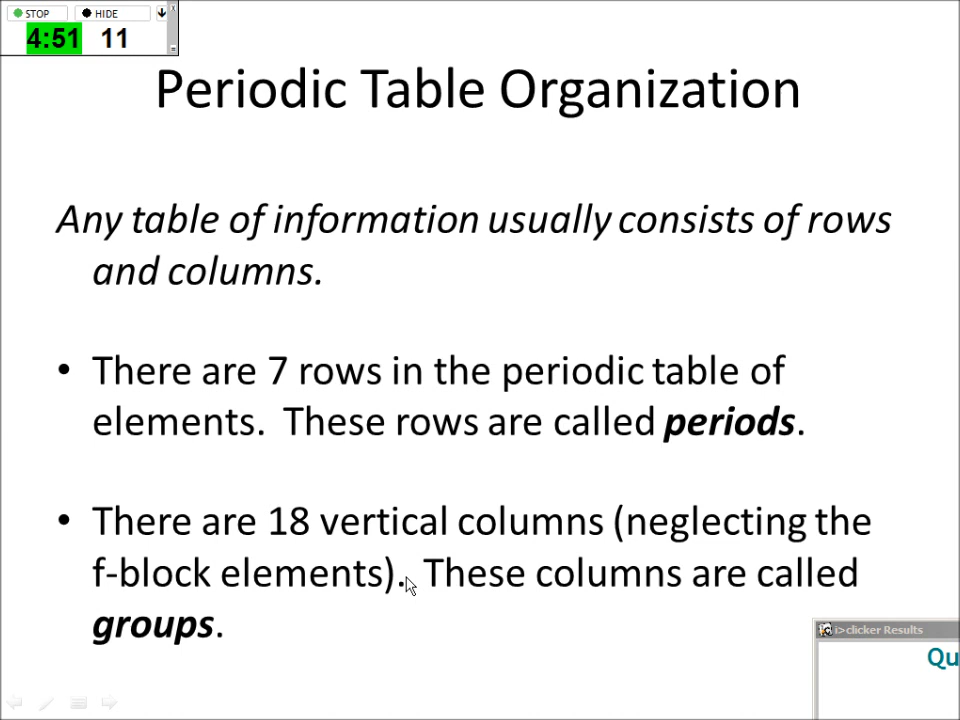 STOP HIDE
4:51 11
Periodic Table Organization
Any table of information usually consists of rows
and columns.
• There are 7 rows in the periodic table of
elements. These rows are called periods.
• There are 18 vertical columns (neglecting the
f-block elements). These columns are called
groups.
i>clicker Results
Qu